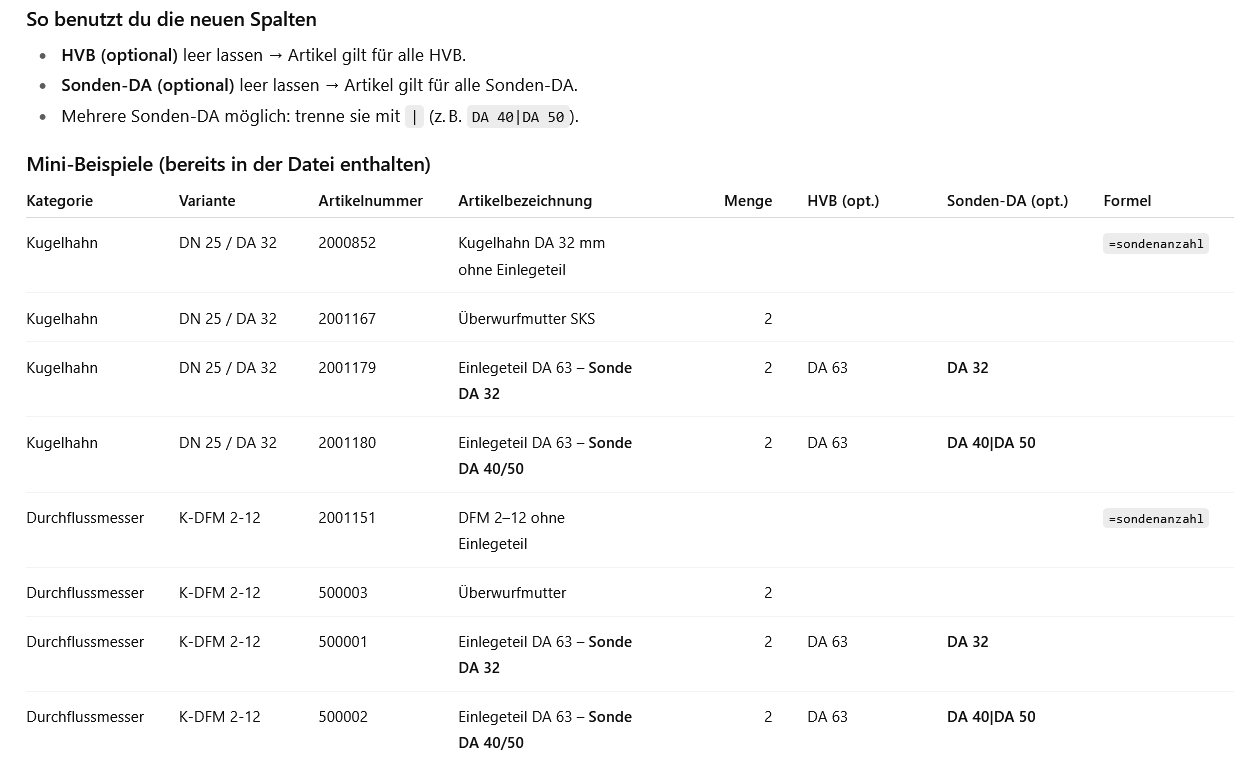 So benutzt du die neuen Spalten
• HVB (optional) leer lassen → Artikel gilt für alle HVB.
• Sonden-DA (optional) leer lassen → Artikel gilt für alle Sonden-DA.
• Mehrere Sonden-DA möglich: trenne sie mit | (z. B. DA 40|DA 50).
Mini-Beispiele (bereits in der Datei enthalten)
Kategorie Variante Artikelnummer Artikelbezeichnung Menge HVB (opt.) Sonden-DA (opt.) Formel
Kugelhahn DN 25 / DA 32 2000852 Kugelhahn DA 32 mm =sondenanzahl
ohne Einlegeteil
Kugelhahn DN 25 / DA 32 2001167 Überwurfmutter SKS 2
Kugelhahn DN 25 / DA 32 2001179 Einlegeteil DA 63 – Sonde 2 DA 63 DA 32
DA 32
Kugelhahn DN 25 / DA 32 2001180 Einlegeteil DA 63 – Sonde 2 DA 63 DA 40|DA 50
DA 40/50
Durchflussmesser K-DFM 2-12 2001151 DFM 2–12 ohne =sondenanzahl
Einlegeteil
Durchflussmesser K-DFM 2-12 500003 Überwurfmutter 2
Durchflussmesser K-DFM 2-12 500001 Einlegeteil DA 63 – Sonde 2 DA 63 DA 32
DA 32
Durchflussmesser K-DFM 2-12 500002 Einlegeteil DA 63 – Sonde 2 DA 63 DA 40|DA 50
DA 40/50